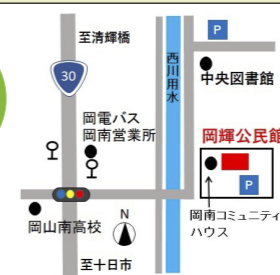 至清輝橋
P
30
西川用水
中央図書館
岡電バス
岡南営業所
岡輝公民館
P
岡南コミュニティ
ハウス
岡山南高校
N
至十日市